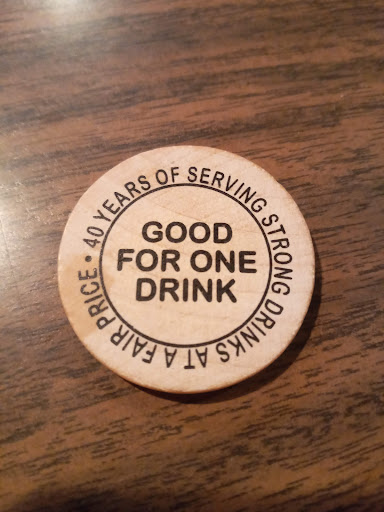 • 40 YEARS OF SERVING STRONG DRINKS AT A FAIR PRICE
GOOD
FOR ONE
DRINK